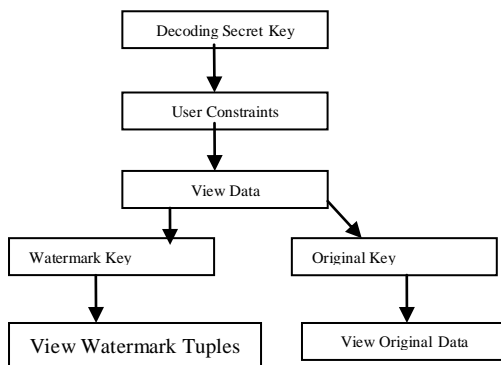 Decoding Secret Key
User Constraints
View Data
Watermark Key
Original Key
View Watermark Tuples
View Original Data